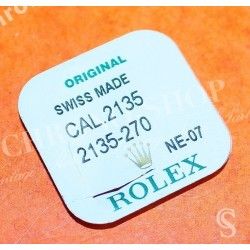 ORIGINAL
SWISS MADE
CAL.2135
2135-270
NE-07
ROLEX
S